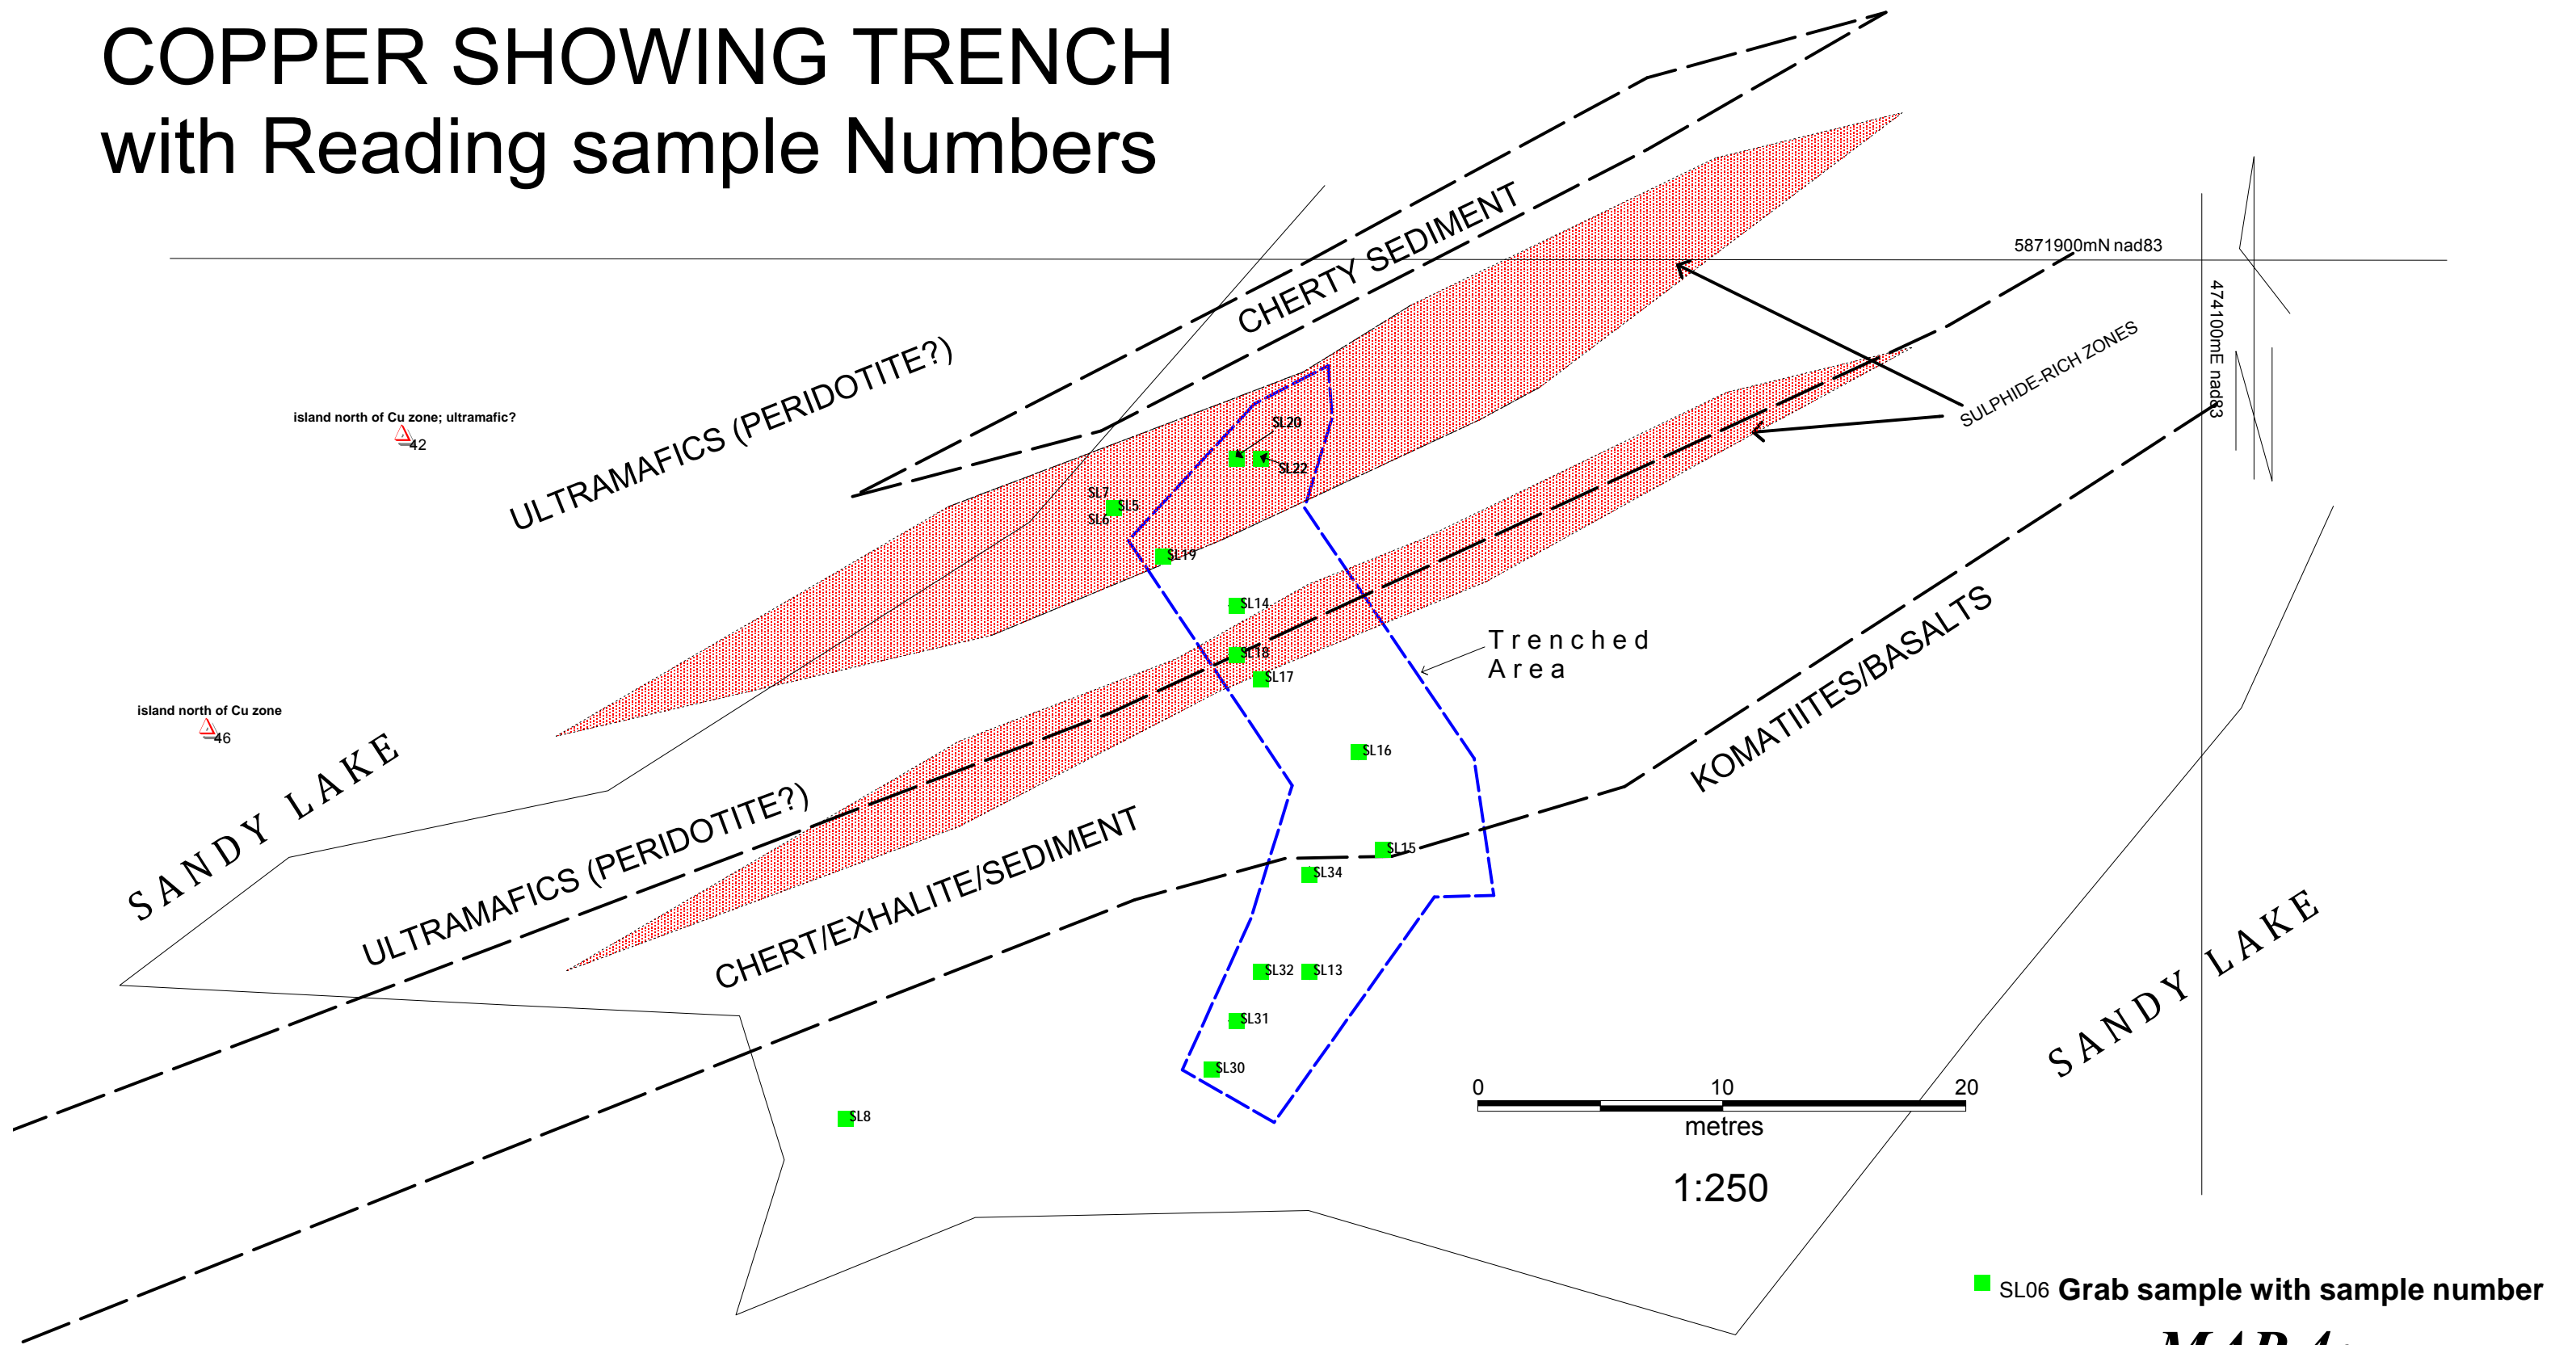 COPPER SHOWING TRENCH
with Reading sample Numbers
CHERTY SEDIMENT
5871900mN nad83
474100mE nad83
SULPHIDE-RICH ZONES
ULTRAMAFICS (PERIDOTITE?)
island north of Cu zone; ultramafic?
42
SL20
SL22
SL7
SL5
SL6
SL19
SL14
SL18
SL17
Trenched
Area
KOMATIITES/BASALTS
island north of Cu zone
46
SANDY LAKE
SL16
ULTRAMAFICS (PERIDOTITE?)
CHERT/EXHALITE/SEDIMENT
SL15
SL34
SL32
SL13
SL31
SL30
SL8
SANDY LAKE
0 10 20
metres
1:250
SL06 Grab sample with sample number